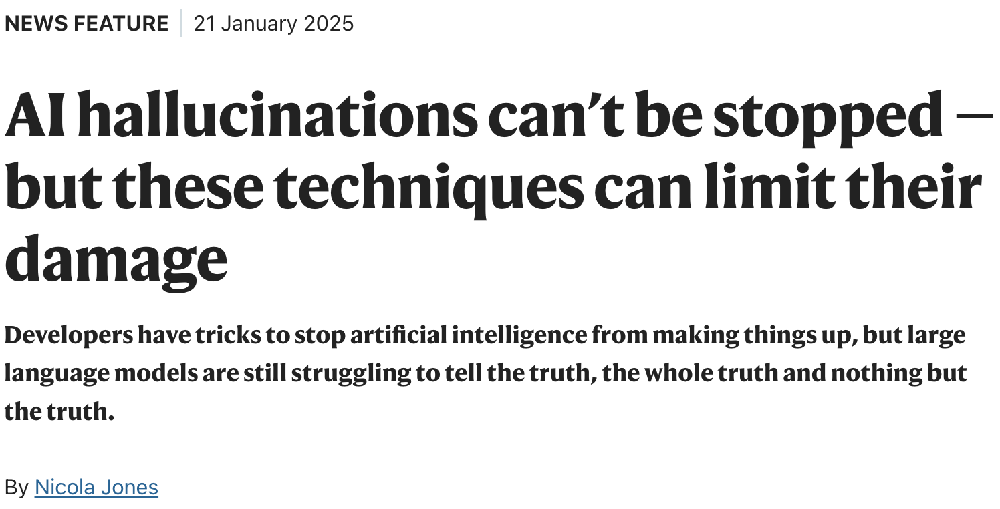 NEWS FEATURE | 21 January 2025
AI hallucinations can’t be stopped —
but these techniques can limit their
damage
Developers have tricks to stop artificial intelligence from making things up, but large
language models are still struggling to tell the truth, the whole truth and nothing but
the truth.
By Nicola Jones